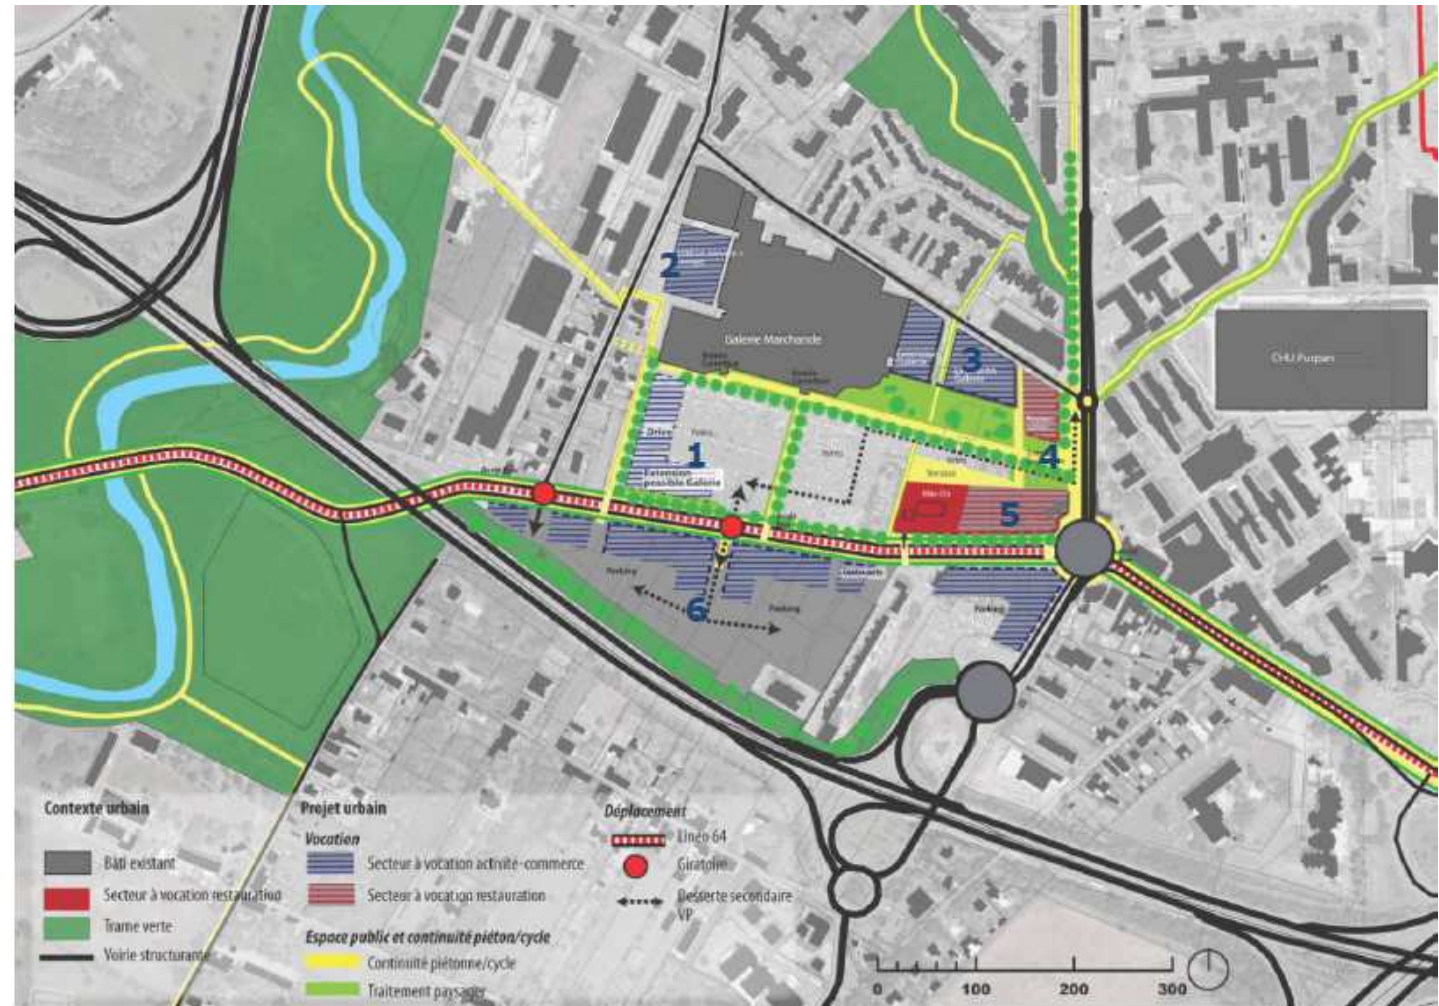 2
Galerie Marchande
CHU Purpan
3
Drive
1
Extension
possible Galerie
4
5
Parking
6
Parking
Parking
Contexte urbain
Bâti existant
Secteur à vocation restauration
Trame verte
Voirie structurante
Projet urbain
Vocation
Secteur à vocation activité-commerce
Secteur à vocation restauration
Espace public et continuité piéton/cycle
Continuité piétonne/cycle
Traitement paysager
Déplacement
Linéo 64
Giratoire
Desserte secondaire
VP
0 100 200 300